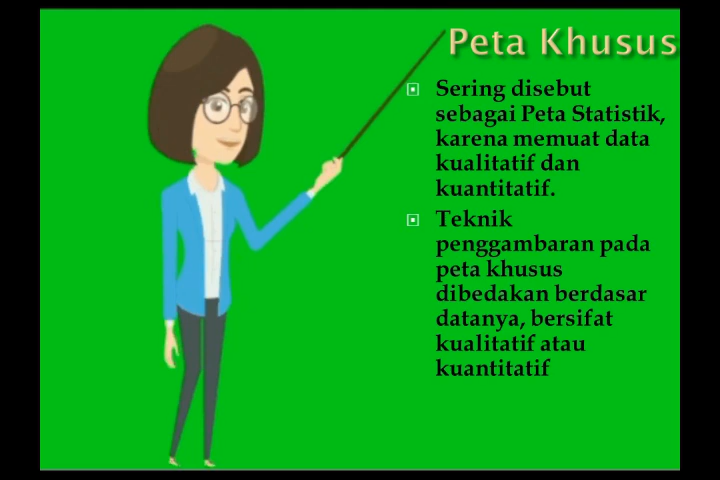 Peta Khusus
Sering disebut
sebagai Peta Statistik,
karena memuat data
kualitatif dan
kuantitatif.
Teknik
penggambaran pada
peta khusus
dibedakan berdasar
datanya, bersifat
kualitatif atau
kuantitatif